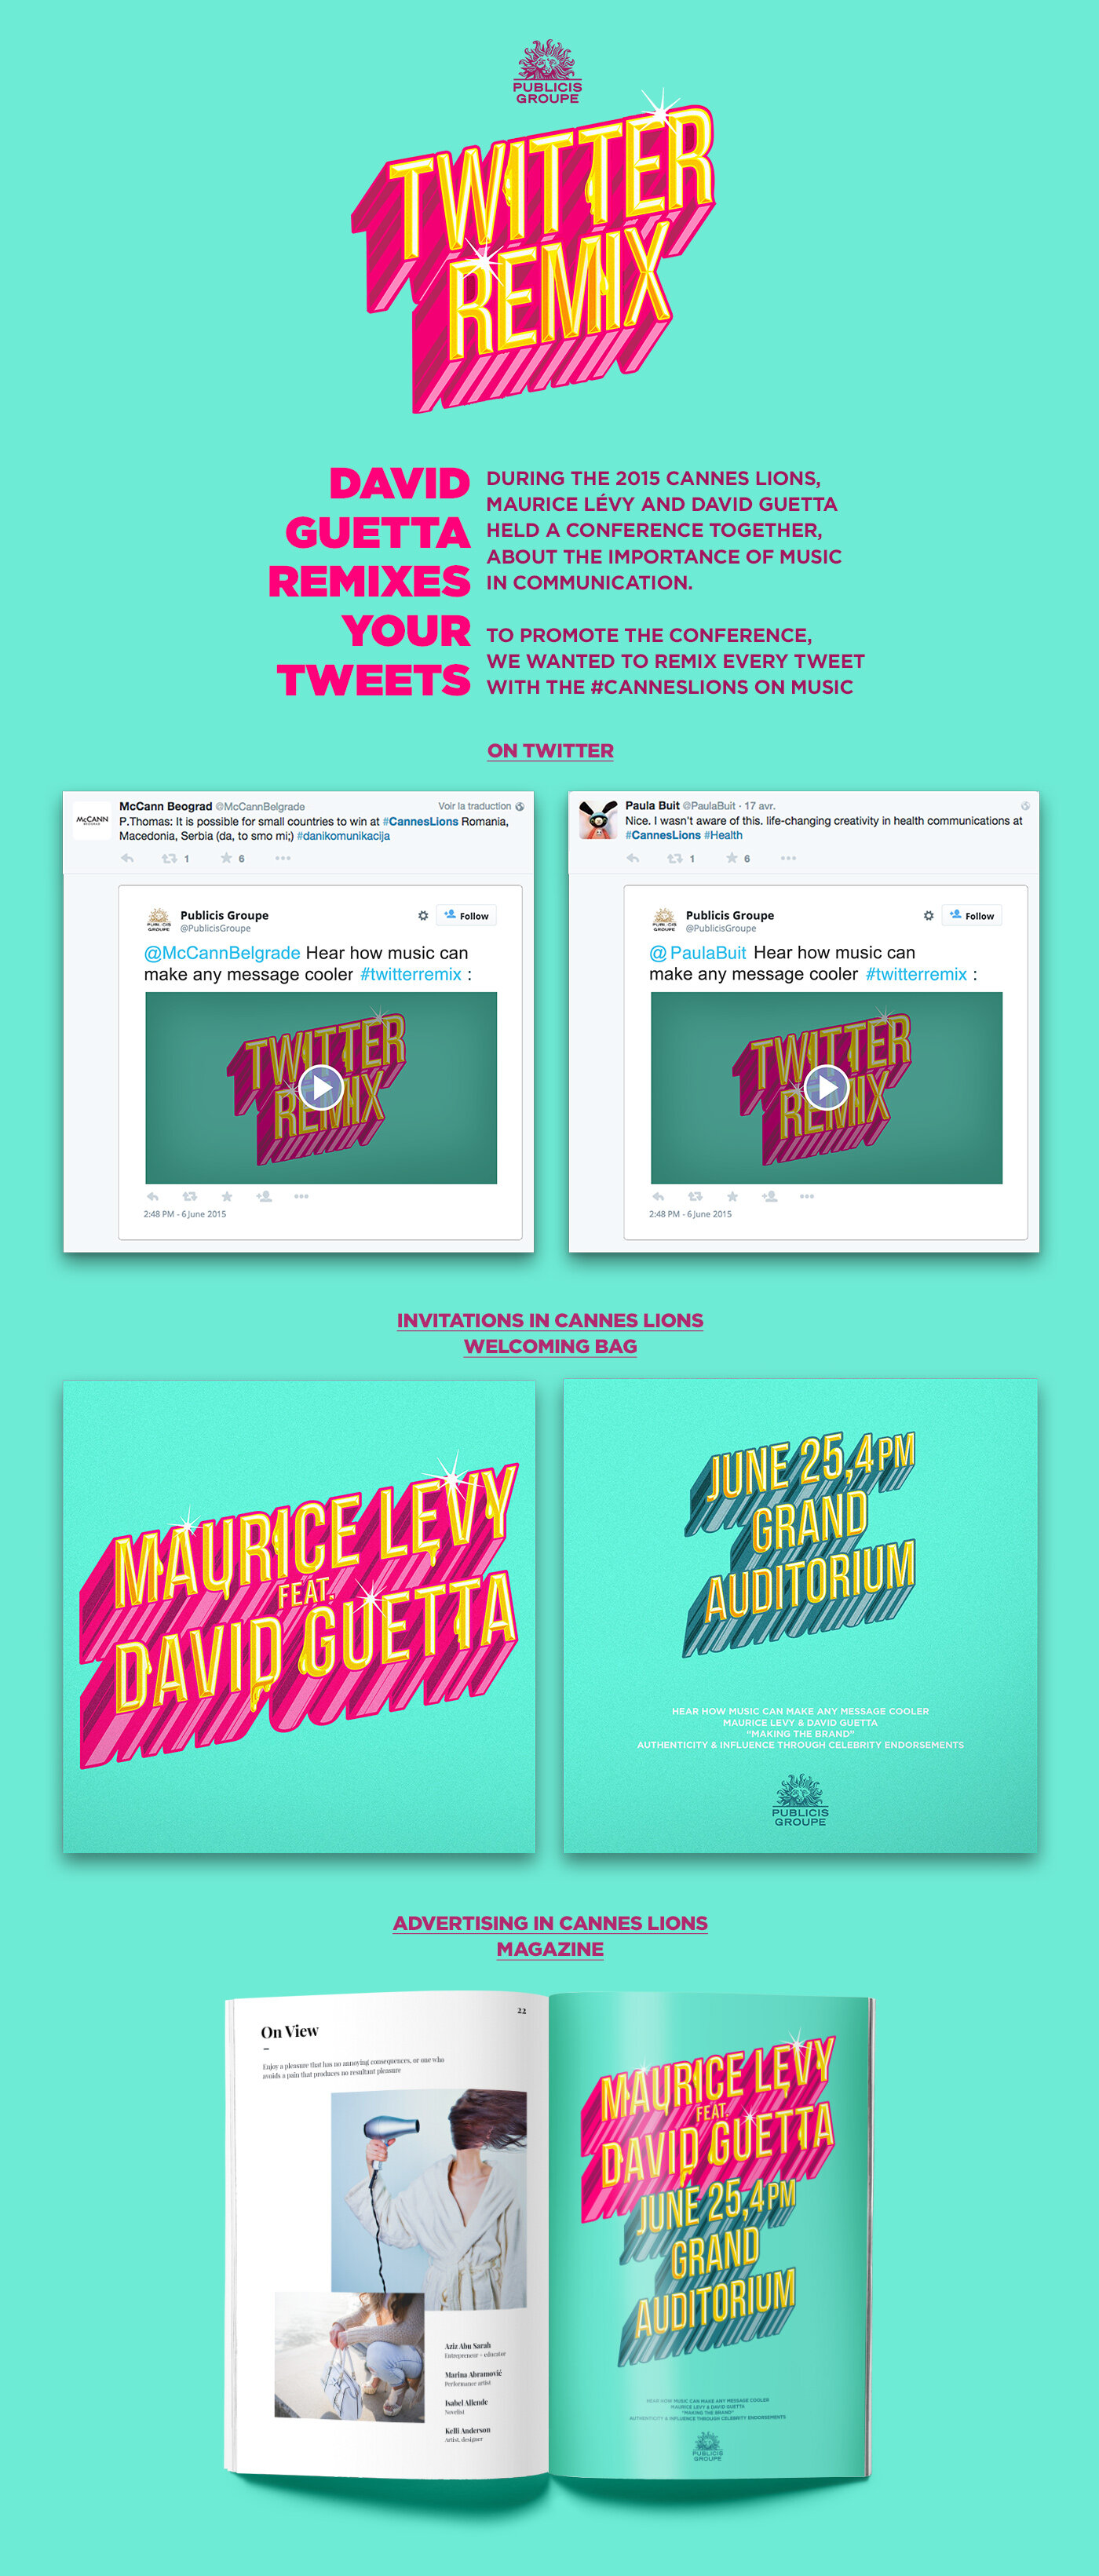 PUBLICIS
GROUPE
TWITTER
REMIX
DAVID
GUETTA
REMIXES
YOUR
TWEETS
DURING THE 2015 CANNES LIONS,
MAURICE LÉVY AND DAVID GUETTA
HELD A CONFERENCE TOGETHER,
ABOUT THE IMPORTANCE OF MUSIC
IN COMMUNICATION.
TO PROMOTE THE CONFERENCE,
WE WANTED TO REMIX EVERY TWEET
WITH THE #CANNESLIONS ON MUSIC
ON TWITTER
McCANN
BEOGRAD
McCann Beograd @McCannBelgrade
Voir la traduction
P.Thomas: It is possible for small countries to win at #CannesLions Romania,
Macedonia, Serbia (da, to smo mi;) #danikomunikacija
1 6
PUBLICIS
GROUPE
Publicis Groupe
@PublicisGroupe
Follow
@McCannBelgrade Hear how music can
make any message cooler #twitterremix :
TWITTER
REMIX
2:48 PM - 6 June 2015
Paula Buit @PaulaBuit · 17 avr.
Nice. I wasn't aware of this. life-changing creativity in health communications at
#CannesLions #Health
1 6
PUBLICIS
GROUPE
Publicis Groupe
@PublicisGroupe
Follow
@ PaulaBuit Hear how music can
make any message cooler #twitterremix :
TWITTER
REMIX
2:48 PM - 6 June 2015
INVITATIONS IN CANNES LIONS
WELCOMING BAG
MAURICE LEVY
FEAT.
DAVID GUETTA
JUNE 25,4PM
GRAND
AUDITORIUM
HEAR HOW MUSIC CAN MAKE ANY MESSAGE COOLER
MAURICE LEVY & DAVID GUETTA
"MAKING THE BRAND"
AUTHENTICITY & INFLUENCE THROUGH CELEBRITY ENDORSEMENTS
PUBLICIS
GROUPE
ADVERTISING IN CANNES LIONS
MAGAZINE
22
On View
–
Enjoy a pleasure that has no annoying consequences, or one who
avoids a pain that produces no resultant pleasure
Aziz Abu Sarah
Entrepreneur - educator
Marina Abramović
Performance artist
Isabel Allende
Novelist
Kelli Anderson
Artist, designer
MAURICE LEVY
FEAT.
DAVID GUETTA
JUNE 25,4PM
GRAND
AUDITORIUM
HEAR HOW MUSIC CAN MAKE ANY MESSAGE COOLER
MAURICE LEVY & DAVID GUETTA
"MAKING THE BRAND"
AUTHENTICITY & INFLUENCE THROUGH CELEBRITY ENDORSEMENTS
PUBLICIS
GROUPE